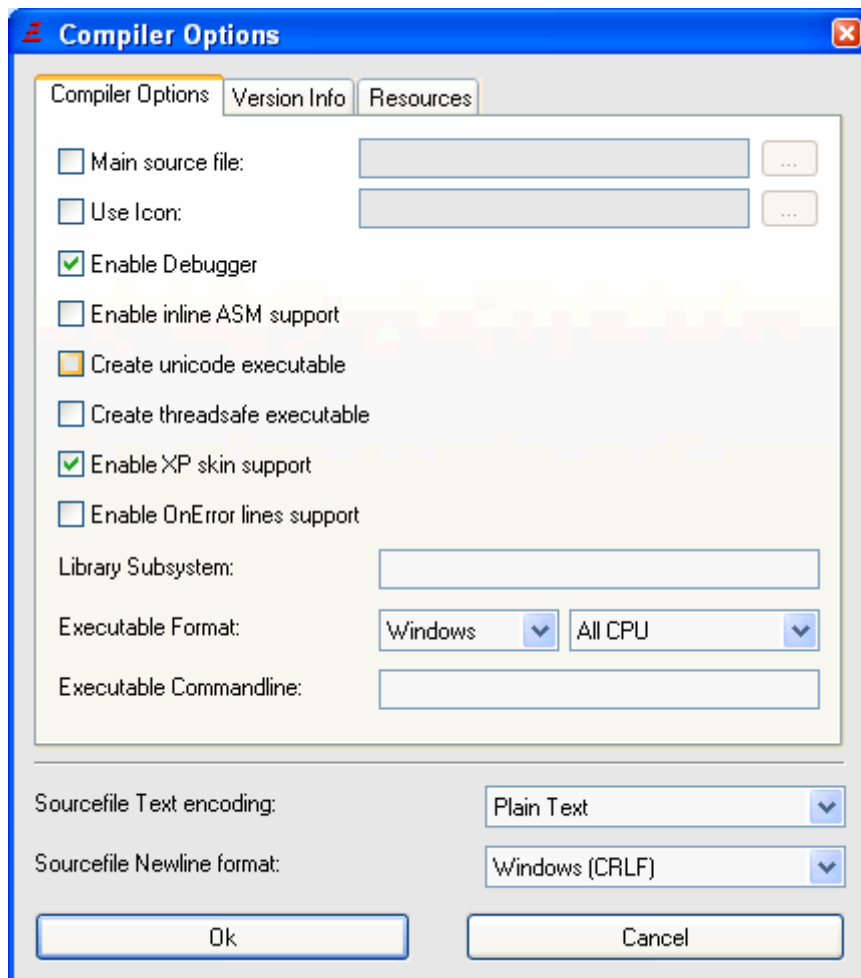 Compiler Options
Compiler Options Version Info Resources
Main source file: ...
Use Icon: ...
Enable Debugger
Enable inline ASM support
Create unicode executable
Create threadsafe executable
Enable XP skin support
Enable OnError lines support
Library Subsystem:
Executable Format: Windows All CPU
Executable Commandline:
Sourcefile Text encoding: Plain Text
Sourcefile Newline format: Windows (CRLF)
Ok Cancel